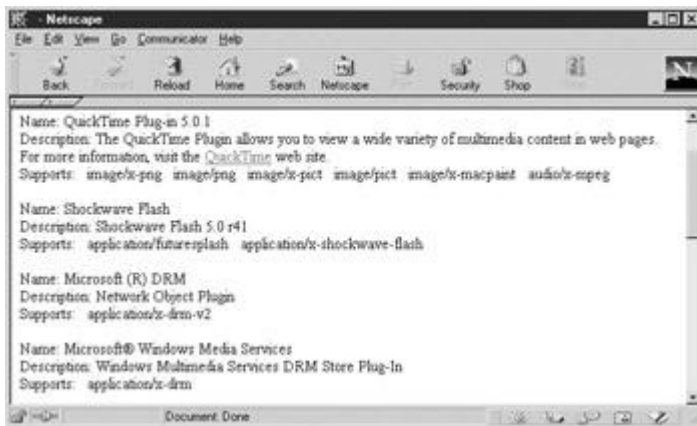 - Netscape
File Edit View Go Communicator Help
Back Reload Home Search Netscape Security Shop
Name: QuickTime Plug-in 5.0.1
Description: The QuickTime Plugin allows you to view a wide variety of multimedia content in web pages.
For more information, visit the QuickTime web site.
Supports: image/x-png image/png image/x-pict image/pict image/x-macpaint audio/x-mpeg
Name: Shockwave Flash
Description: Shockwave Flash 5.0 r41
Supports: application/futuresplash application/x-shockwave-flash
Name: Microsoft (R) DRM
Description: Network Object Plugin
Supports: application/x-drm-v2
Name: Microsoft® Windows Media Services
Description: Windows Multimedia Services DRM Store Plug-In
Supports: application/x-drm
Document: Done